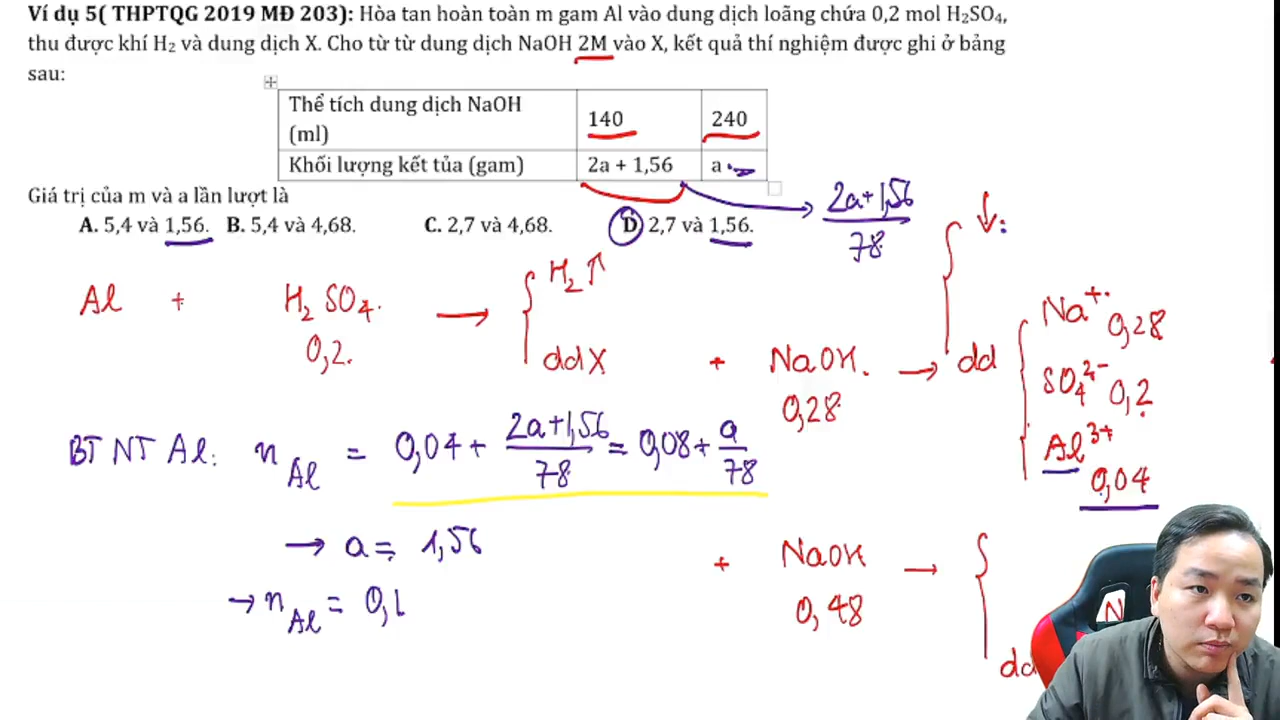 Ví dụ 5( THPTQG 2019 MĐ 203): Hòa tan hoàn toàn m gam Al vào dung dịch loãng chứa 0,2 mol H₂SO₄,
thu được khí H₂ và dung dịch X. Cho từ từ dung dịch NaOH 2M vào X, kết quả thí nghiệm được ghi ở bảng
sau:
Thể tích dung dịch NaOH (ml) 140 240
Khối lượng kết tủa (gam) 2a + 1,56 a
Giá trị của m và a lần lượt là
A. 5,4 và 1,56. B. 5,4 và 4,68. C. 2,7 và 4,68. D 2,7 và 1,56.
2a+1,56
78
↓:
Al + H₂SO₄. → H₂↑
0,2.
ddX + NaOH. → dd
0,28
Na⁺ 0,28
SO₄²⁻ 0,2
Al³⁺
0,04
BTNT Al: nAl = 0,04 + (2a+1,56)/78 = 0,08 + a/78
→ a = 1,56
→ nAl = 0,1
+ NaOH →
0,48
N